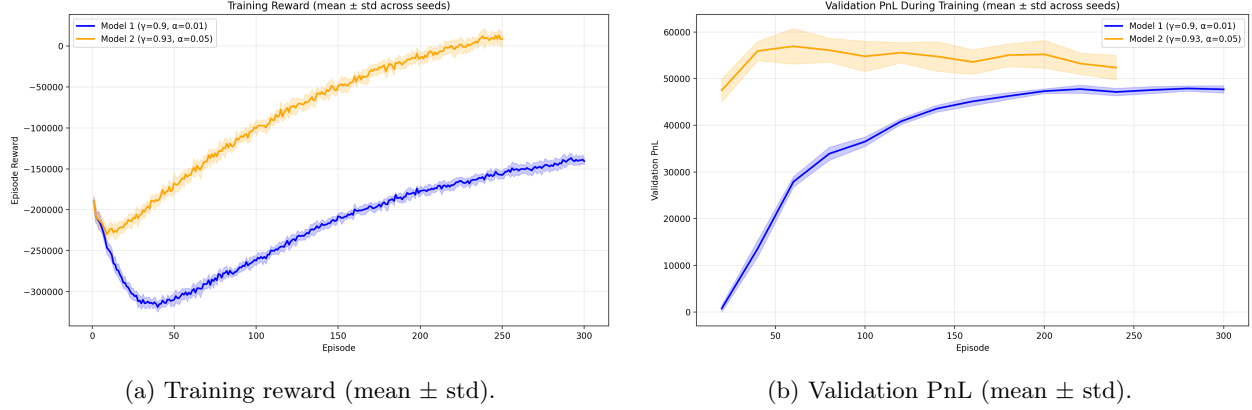 Training Reward (mean ± std across seeds)
Model 1 (γ=0.9, α=0.01)
Model 2 (γ=0.93, α=0.05)
0
−50000
−100000
−150000
−200000
−250000
−300000
Episode Reward
0 50 100 150 200 250 300
Episode
(a) Training reward (mean ± std).
Validation PnL During Training (mean ± std across seeds)
Model 1 (γ=0.9, α=0.01)
Model 2 (γ=0.93, α=0.05)
60000
50000
40000
30000
20000
10000
0
Validation PnL
50 100 150 200 250 300
Episode
(b) Validation PnL (mean ± std).